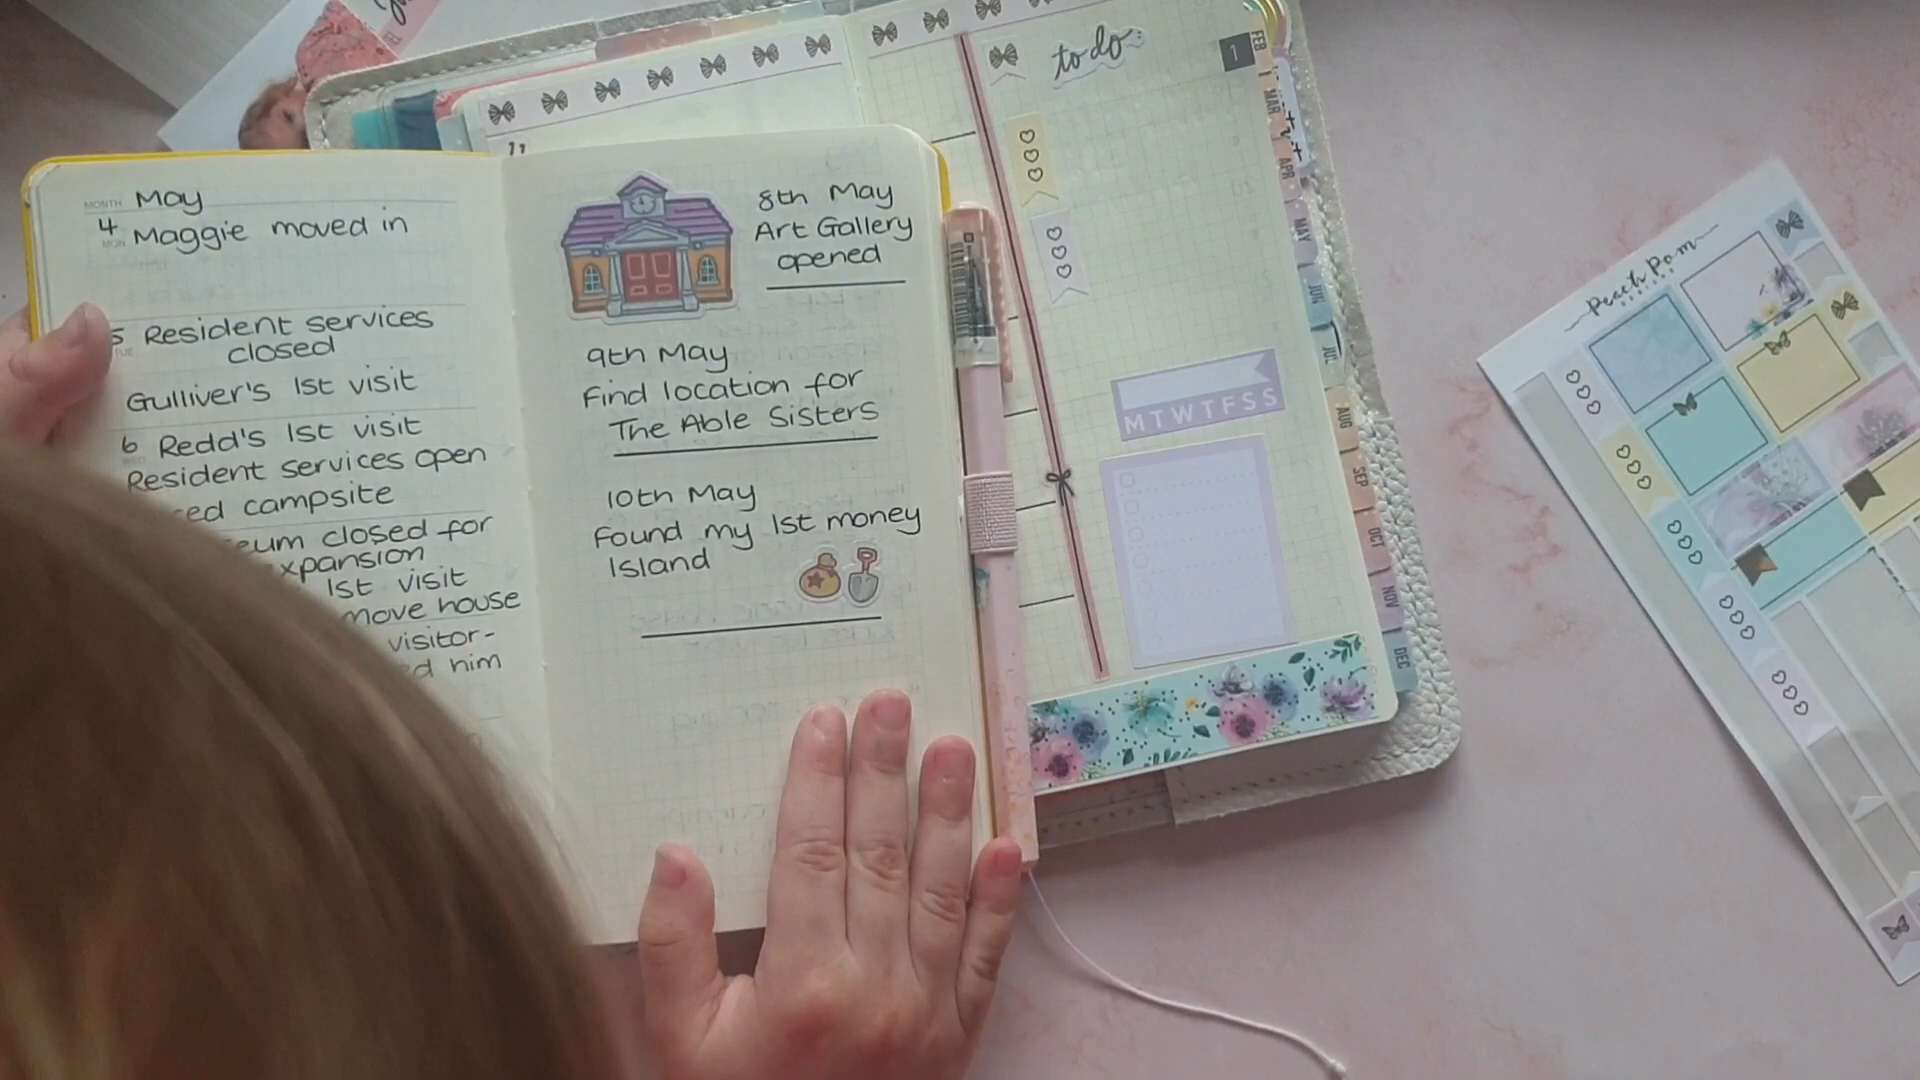 MONTH May
4 Maggie moved in
MON
5 Resident services
TUE
closed
Gulliver's 1st visit
6 Redd's 1st visit
Resident services open
campsite
closed for
1st visit
move house
visitor-
him
8th May
Art Gallery
opened
9th May
Find location for
The Able Sisters
10th May
Found my 1st money
Island
11
to do
1
MTWTFSS
FEB
MAR
APR
MAY
JUN
JUL
AUG
SEP
OCT
NOV
DEC
Peach Pom